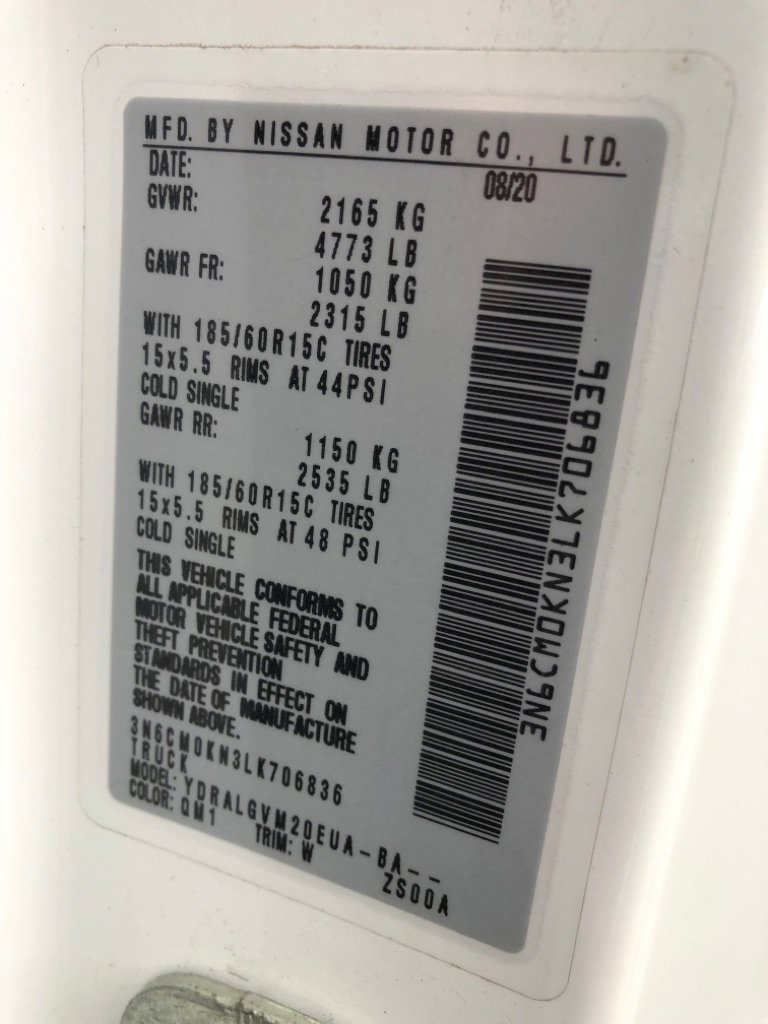 MFD. BY NISSAN MOTOR CO., LTD.
DATE: 08/20
GVWR: 2165 KG
4773 LB
GAWR FR: 1050 KG
2315 LB
WITH 185/60R15C TIRES
15x5.5 RIMS AT 44PSI
COLD SINGLE
GAWR RR: 1150 KG
2535 LB
WITH 185/60R15C TIRES
15x5.5 RIMS AT 48 PSI
COLD SINGLE
THIS VEHICLE CONFORMS TO
ALL APPLICABLE FEDERAL
MOTOR VEHICLE SAFETY AND
THEFT PREVENTION
STANDARDS IN EFFECT ON
THE DATE OF MANUFACTURE
SHOWN ABOVE.
3N6CM0KN3LK706836
TRUCK
MODEL: YDRALGVM20EUA-BA--
COLOR: QM1 TRIM: W ZS00A
3N6CM0KN3LK706836